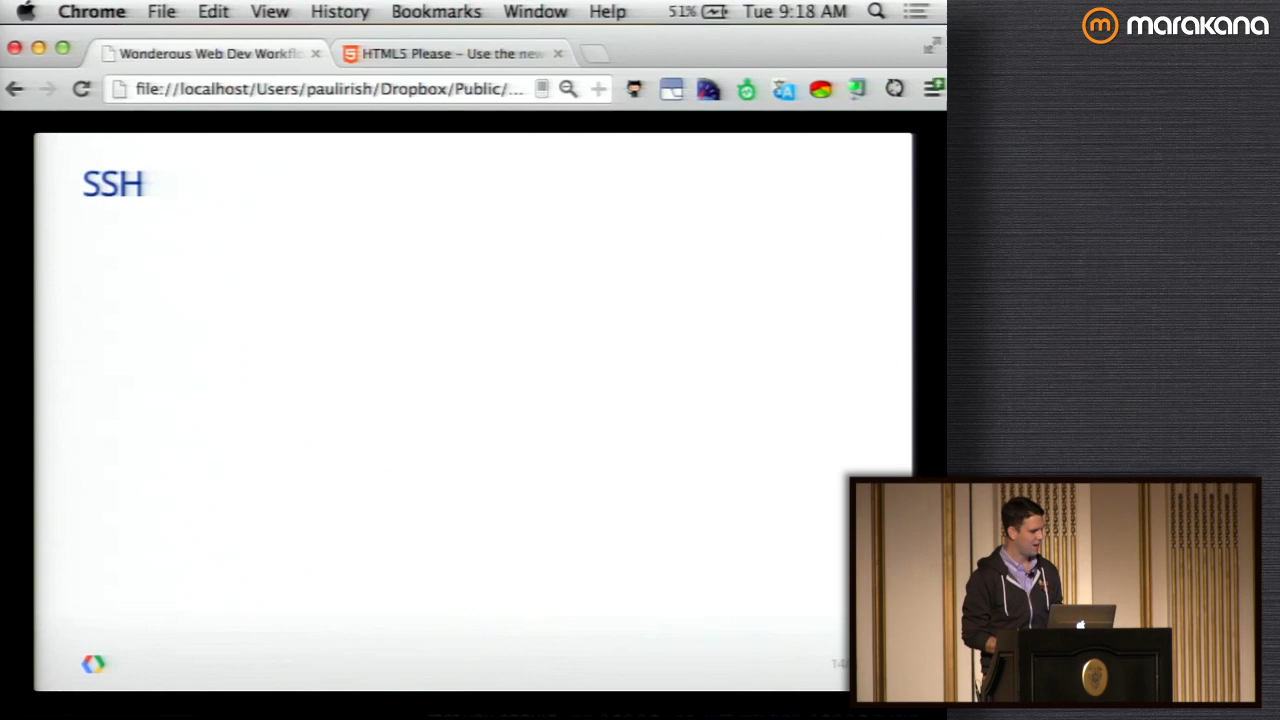 Chrome File Edit View History Bookmarks Window Help 51% Tue 9:18 AM
marakana
Wonderous Web Dev Workfl
HTML5 Please - Use the new
file://localhost/Users/paulirish/Dropbox/Public/...
SSH
14